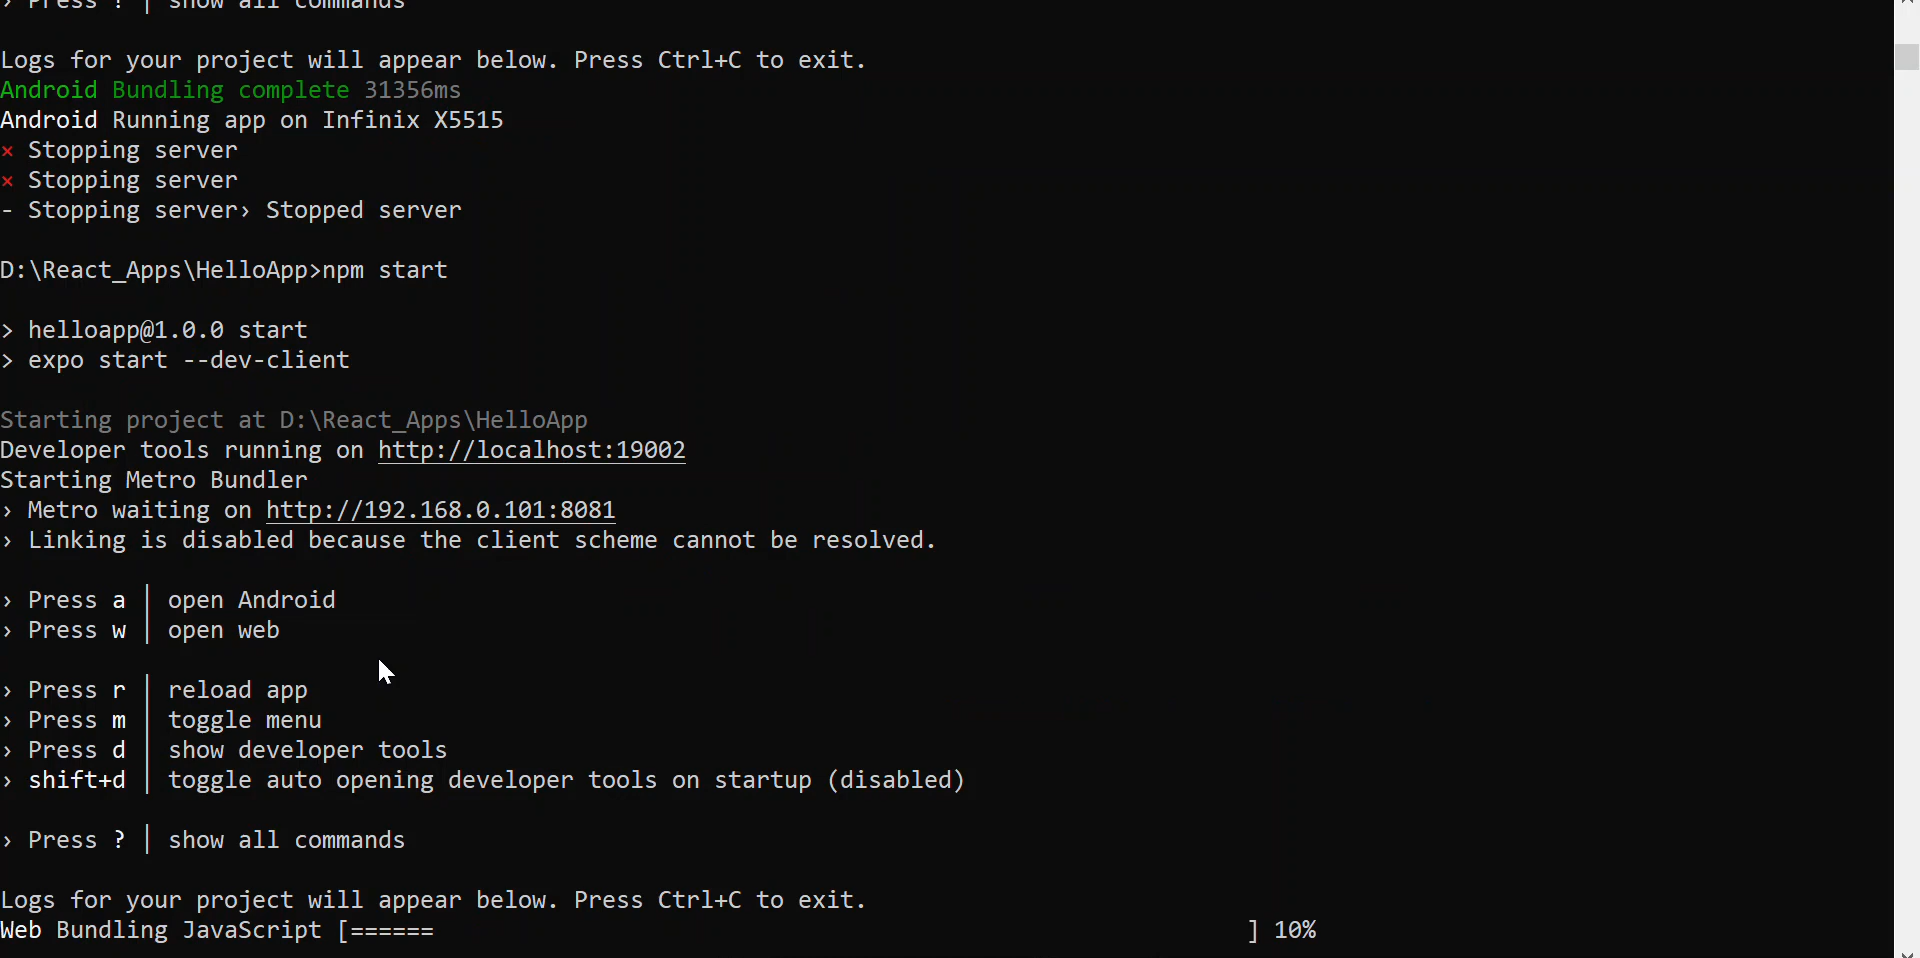 › Press ? │ show all commands
Logs for your project will appear below. Press Ctrl+C to exit.
Android Bundling complete 31356ms
Android Running app on Infinix X5515
× Stopping server
× Stopping server
- Stopping server› Stopped server
D:\React_Apps\HelloApp>npm start
> helloapp@1.0.0 start
> expo start --dev-client
Starting project at D:\React_Apps\HelloApp
Developer tools running on http://localhost:19002
Starting Metro Bundler
› Metro waiting on http://192.168.0.101:8081
› Linking is disabled because the client scheme cannot be resolved.
› Press a │ open Android
› Press w │ open web
› Press r │ reload app
› Press m │ toggle menu
› Press d │ show developer tools
› shift+d │ toggle auto opening developer tools on startup (disabled)
› Press ? │ show all commands
Logs for your project will appear below. Press Ctrl+C to exit.
Web Bundling JavaScript [====== ] 10%